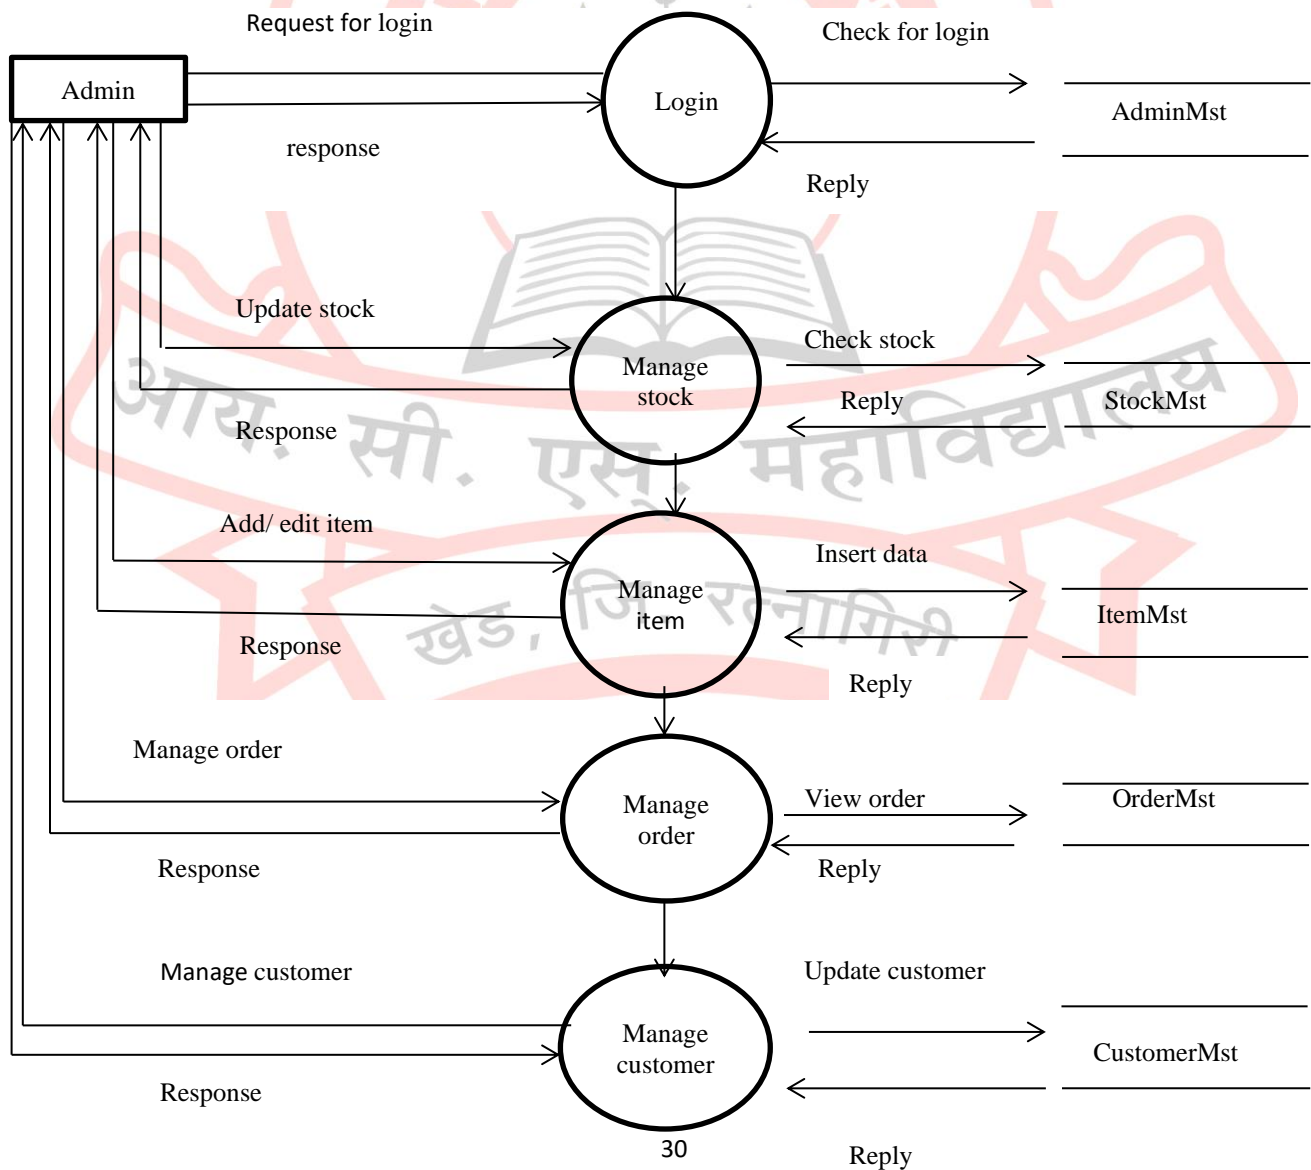 Request for login
Check for login
Admin
Login
AdminMst
response
Reply
Update stock
Check stock
Manage
stock
Reply
StockMst
Response
आय. सी. एस. महाविद्यालय
Add/ edit item
Insert data
Manage
item
ItemMst
Response
खेड, जि. रत्नागिरी
Reply
Manage order
Manage
order
View order
OrderMst
Response
Reply
Manage customer
Update customer
Manage
customer
CustomerMst
Response
30
Reply